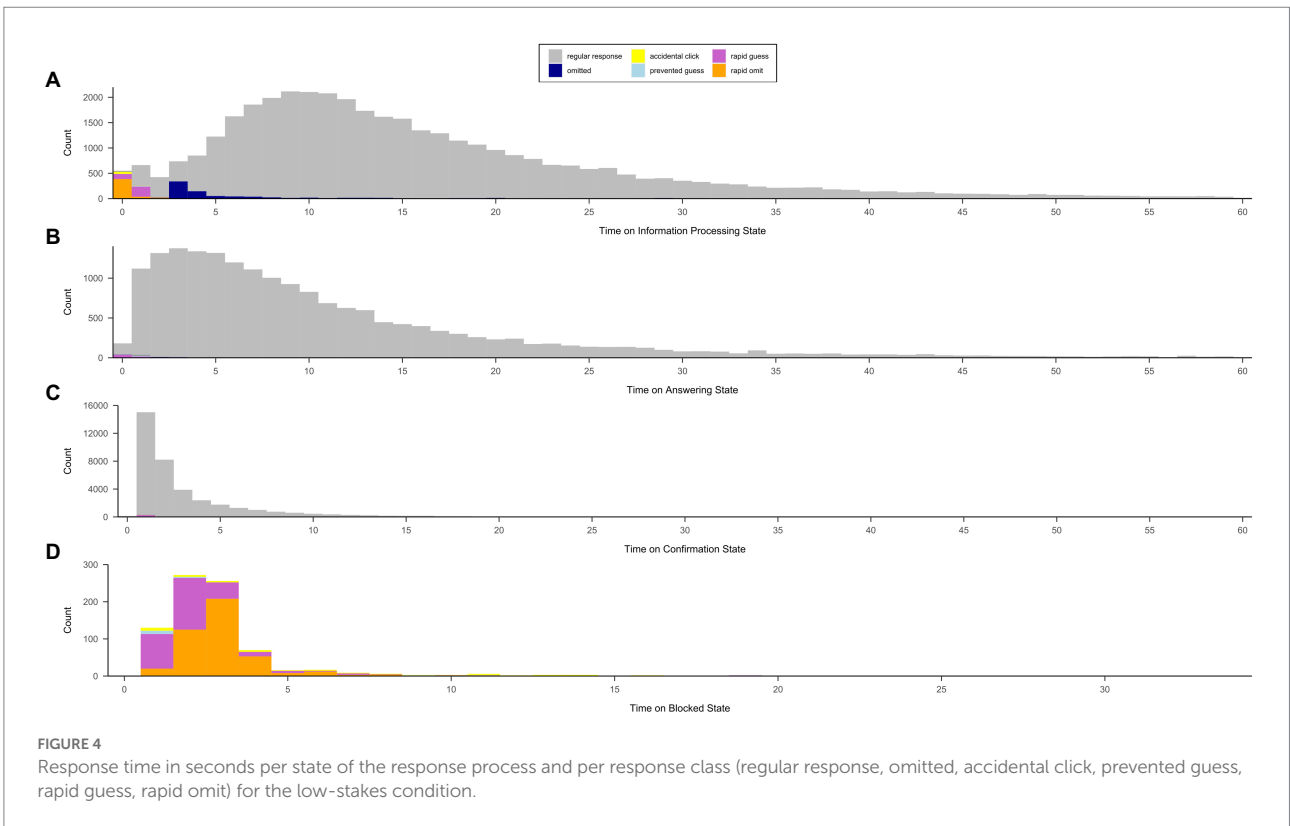 regular response accidental click rapid guess
omitted prevented guess rapid omit
A
2000
1500
1000
500
0
Count
0 5 10 15 20 25 30 35 40 45 50 55 60
Time on Information Processing State
B
1000
500
0
Count
0 5 10 15 20 25 30 35 40 45 50 55 60
Time on Answering State
C
16000
12000
8000
4000
0
Count
0 5 10 15 20 25 30 35 40 45 50 55 60
Time on Confirmation State
D
300
200
100
0
Count
0 5 10 15 20 25 30
Time on Blocked State
FIGURE 4
Response time in seconds per state of the response process and per response class (regular response, omitted, accidental click, prevented guess,
rapid guess, rapid omit) for the low-stakes condition.